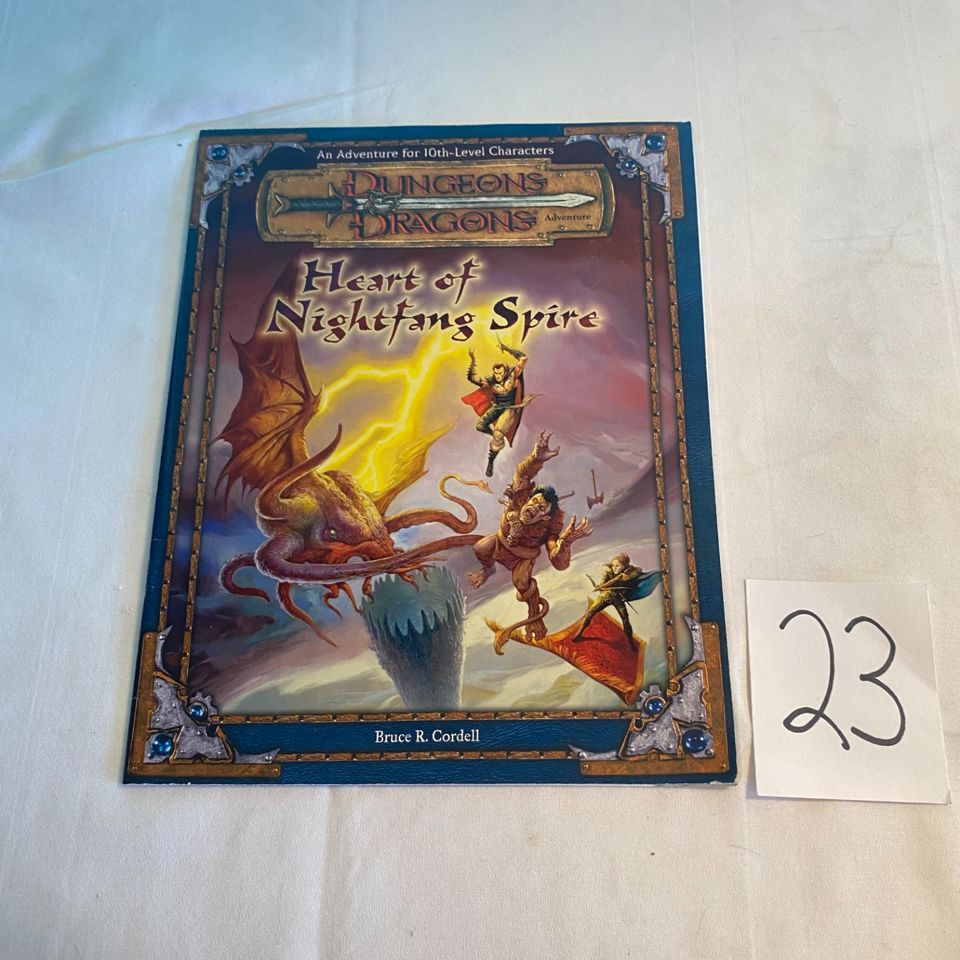 An Adventure for 10th-Level Characters
DUNGEONS
DRAGONS
Adventure
Heart of
Nightfang Spire
Bruce R. Cordell
23